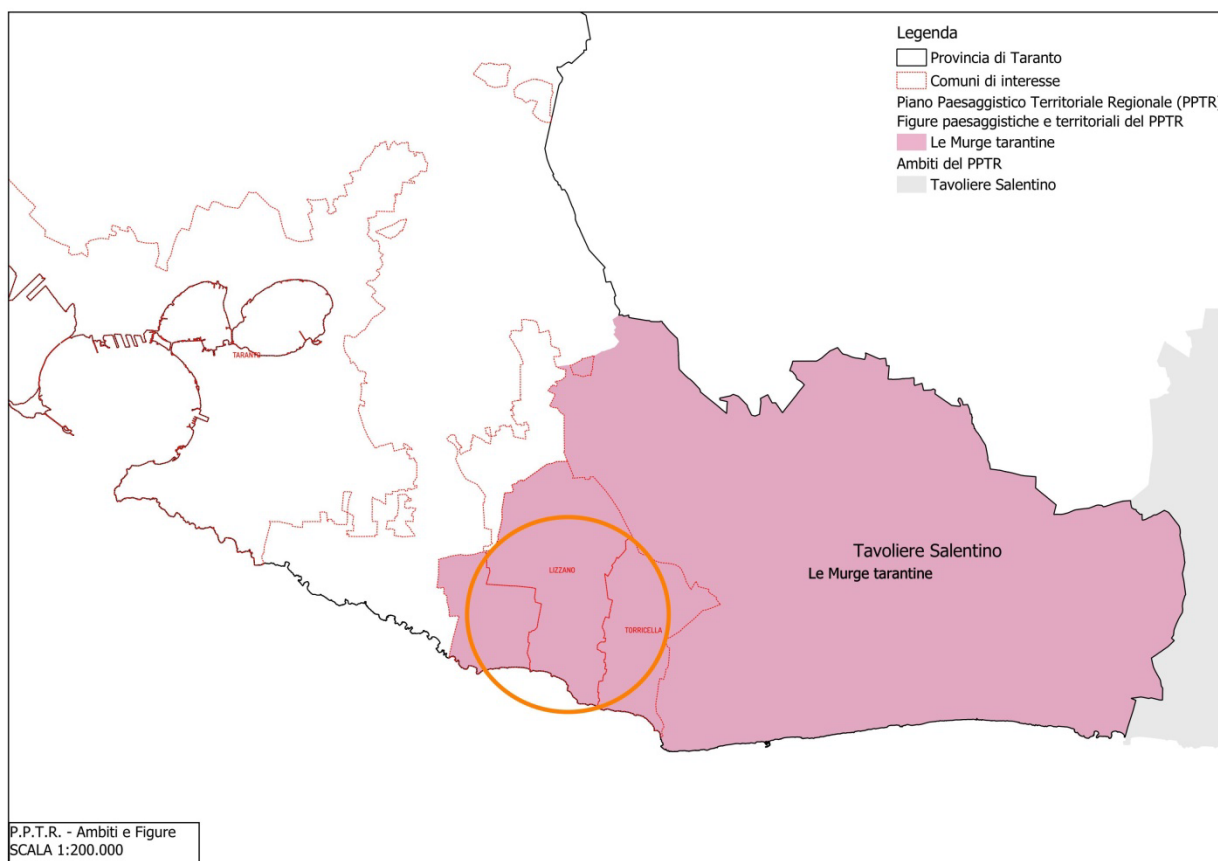 Legenda
Provincia di Taranto
Comuni di interesse
Piano Paesaggistico Territoriale Regionale (PPTR)
Figure paesaggistiche e territoriali del PPTR
Le Murge tarantine
Ambiti del PPTR
Tavoliere Salentino
TARANTO
Tavoliere Salentino
Le Murge tarantine
LIZZANO
TORRICELLA
P.P.T.R. - Ambiti e Figure
SCALA 1:200.000